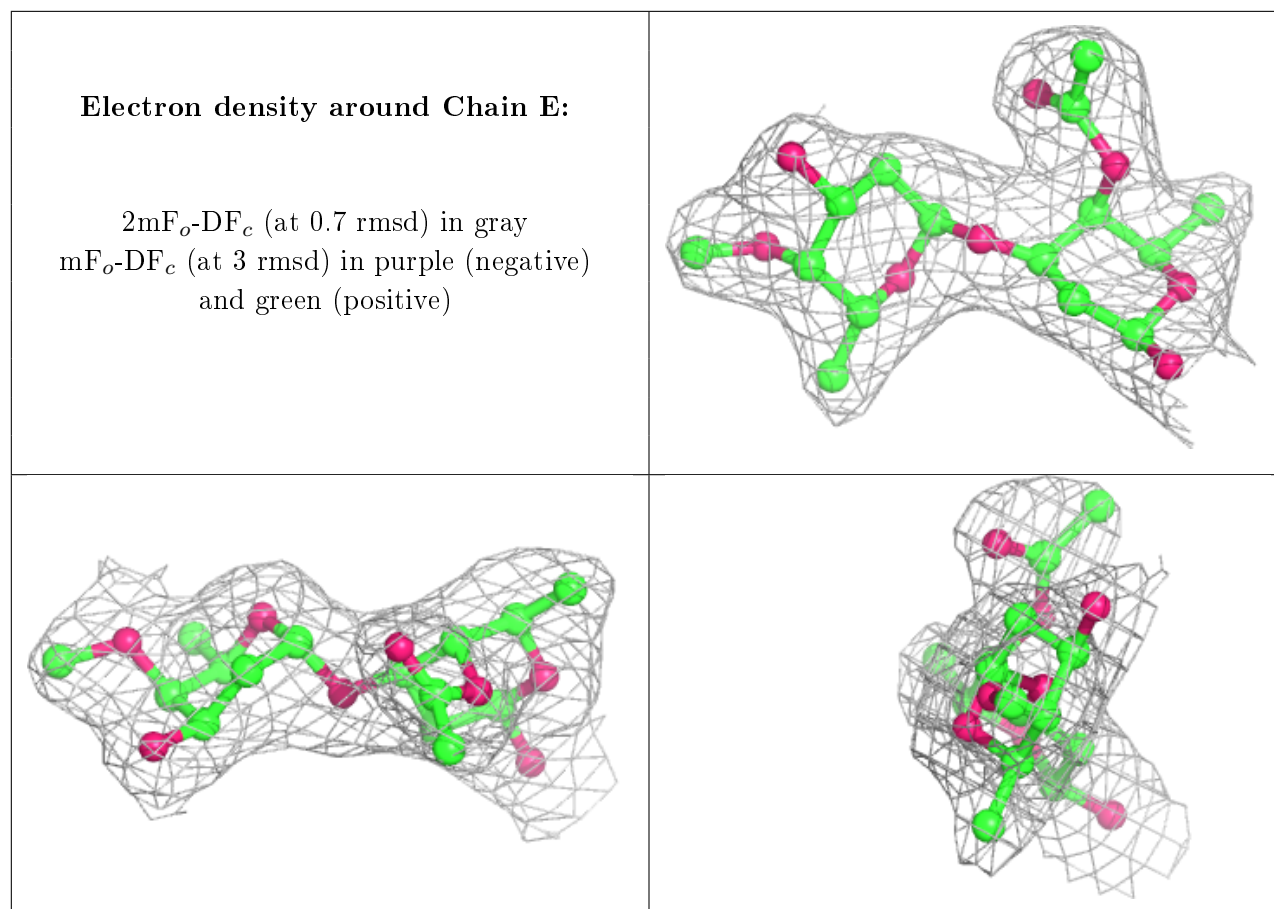 Electron density around Chain E:
2mFₒ-DF𝑐 (at 0.7 rmsd) in gray
mFₒ-DF𝑐 (at 3 rmsd) in purple (negative)
and green (positive)